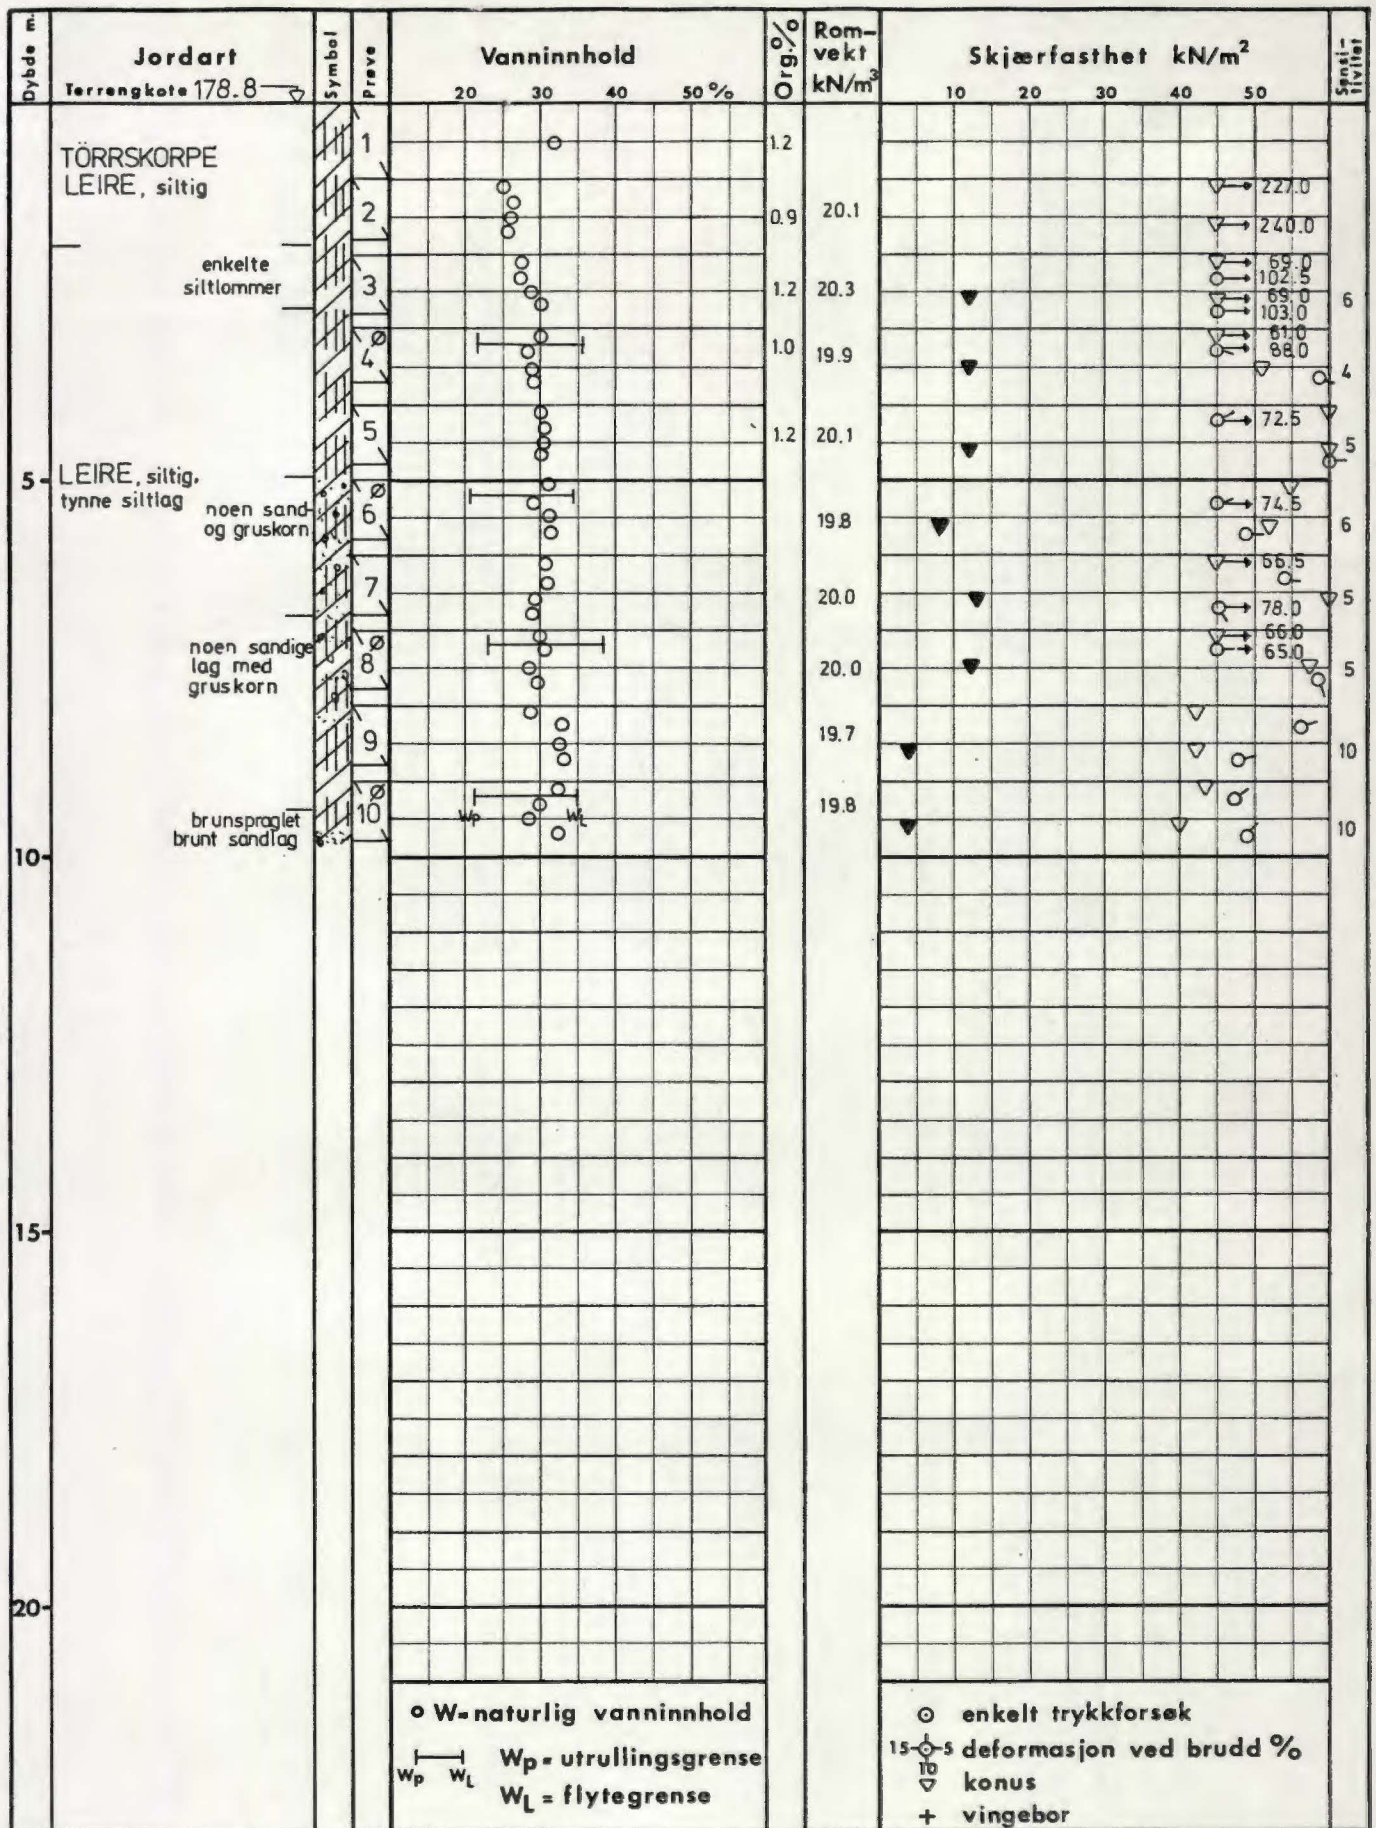 Dybde m.
Jordart
Terrengkote 178.8
Symbol
Prøve
Vanninnhold
20 30 40 50 %
Org.%
Rom-
vekt
kN/m³
Skjærfasthet kN/m²
10 20 30 40 50
Sensi-
tivitet
TÖRRSKORPE
LEIRE, siltig
enkelte
siltlommer
LEIRE, siltig,
tynne siltlag
noen sand
og gruskorn
noen sandige
lag med
gruskorn
brunspraglet
brunt sandlag
5
10
15
20
1
2
3
4
5
6
7
8
9
10
Wp WL
1.2
0.9
1.2
1.0
1.2
20.1
20.3
19.9
20.1
19.8
20.0
20.0
19.7
19.8
227.0
240.0
69.0
102.5
69.0
103.0
61.0
68.0
72.5
74.5
66.5
78.0
66.0
65.0
6
4
5
6
5
5
10
10
o W= naturlig vanninnhold
Wp WL
Wp = utrullingsgrense
WL = flytegrense
enkelt trykkforsøk
15 5 deformasjon ved brudd %
10
konus
+ vingebor